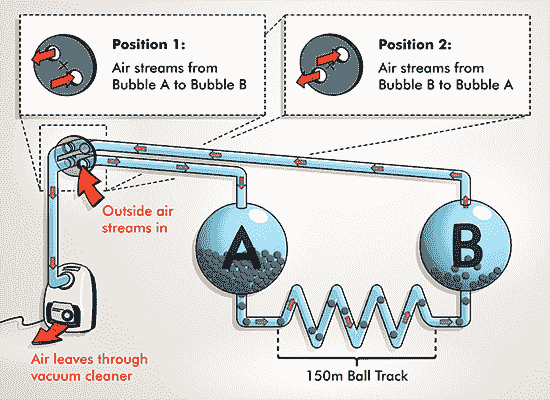 Position 1:
Air streams from
Bubble A to Bubble B
Position 2:
Air streams from
Bubble B to Bubble A
Outside air
streams in
A
B
Air leaves through
vacuum cleaner
150m Ball Track